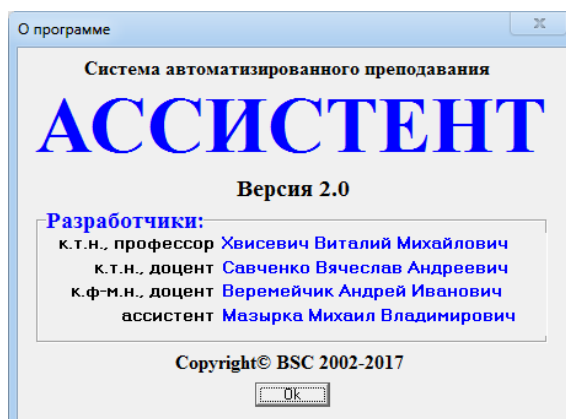 О программе
Система автоматизированного преподавания
АССИСТЕНТ
Версия 2.0
Разработчики:
к.т.н., профессор Хвисевич Виталий Михайлович
к.т.н., доцент Савченко Вячеслав Андреевич
к.ф-м.н., доцент Веремейчик Андрей Иванович
ассистент Мазырка Михаил Владимирович
Copyright© BSC 2002-2017
Ok